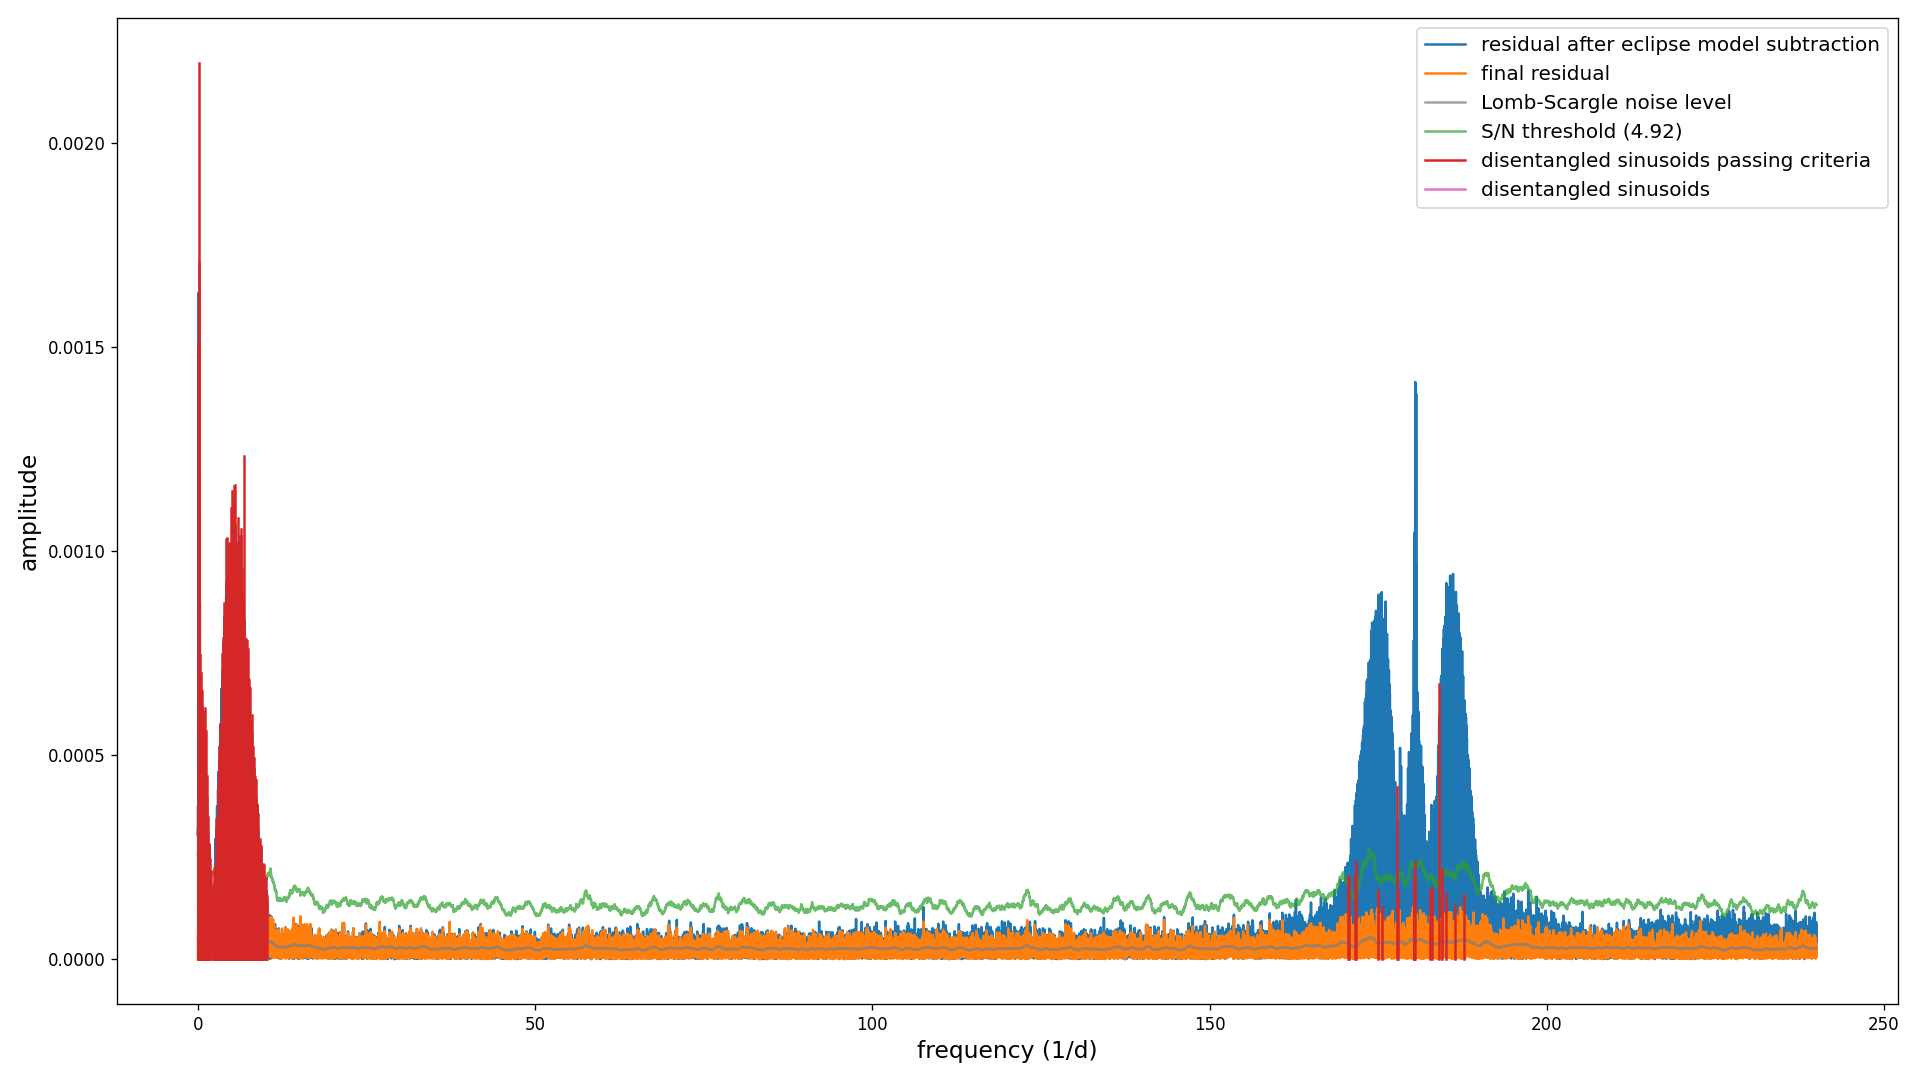 residual after eclipse model subtraction
final residual
Lomb-Scargle noise level
S/N threshold (4.92)
disentangled sinusoids passing criteria
disentangled sinusoids
amplitude
0.0020
0.0015
0.0010
0.0005
0.0000
0 50 100 150 200 250
frequency (1/d)